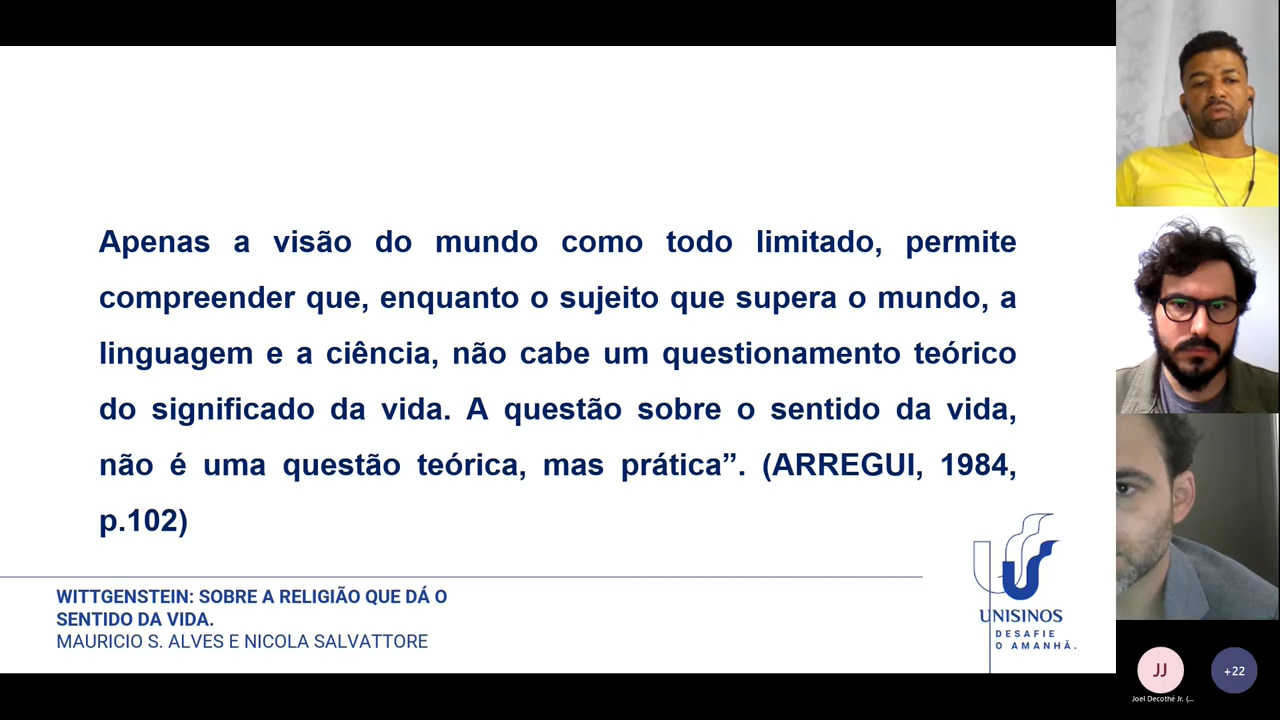 Apenas a visão do mundo como todo limitado, permite
compreender que, enquanto o sujeito que supera o mundo, a
linguagem e a ciência, não cabe um questionamento teórico
do significado da vida. A questão sobre o sentido da vida,
não é uma questão teórica, mas prática”. (ARREGUI, 1984,
p.102)
WITTGENSTEIN: SOBRE A RELIGIÃO QUE DÁ O
SENTIDO DA VIDA.
MAURICIO S. ALVES E NICOLA SALVATTORE
UNISINOS
DESAFIE
O AMANHÃ.
JJ
+22
Joel Decothé Jr. (...